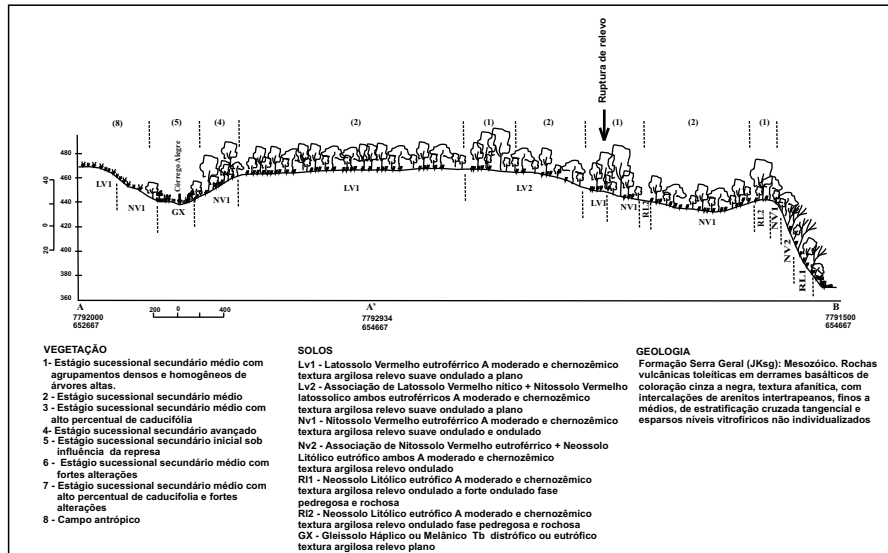 Ruptura de relevo
(8) (5) (4) (2) (1) (2) (1) (2) (1)
480
460
440
420
400
380
360
40
20
0
20
Córrego Alegre
LV1 NV1 GX NV1 LV1 LV2 LV1 NV1 RL2 NV1 RL2 NV1 NV2 RL1
A A' B
7792000 7792934 7791500
652667 654667 654667
200 0 400
VEGETAÇÃO
1- Estágio sucessional secundário médio com
agrupamentos densos e homogêneos de
árvores altas.
2 - Estágio sucessional secundário médio
3 - Estágio sucessional secundário médio com
alto percentual de caducifólia
4- Estágio sucessional secundário avançado
5 - Estágio sucessional secundário inicial sob
influência da represa
6 - Estágio sucessional secundário médio com
fortes alterações
7 - Estágio sucessional secundário médio com
alto percentual de caducifolia e fortes
alterações
8 - Campo antrópico
SOLOS
Lv1 - Latossolo Vermelho eutroférrico A moderado e chernozêmico
textura argilosa relevo suave ondulado a plano
Lv2 - Associação de Latossolo Vermelho nítico + Nitossolo Vermelho
latossolico ambos eutroférricos A moderado e chernozêmico
textura argilosa relevo suave ondulado a plano
Nv1 - Nitossolo Vermelho eutroférrico A moderado e chernozêmico
textura argilosa relevo suave ondulado e ondulado
Nv2 - Associação de Nitossolo Vermelho eutroférrico + Neossolo
Litólico eutrófico ambos A moderado e chernozêmico
textura argilosa relevo ondulado
Rl1 - Neossolo Litólico eutrófico A moderado e chernozêmico
textura argilosa relevo ondulado a forte ondulado fase
pedregosa e rochosa
Rl2 - Neossolo Litólico eutrófico A moderado e chernozêmico
textura argilosa relevo ondulado fase pedregosa e rochosa
GX - Gleissolo Háplico ou Melânico Tb distrófico ou eutrófico
textura argilosa relevo plano
GEOLOGIA
Formação Serra Geral (JKsg): Mesozóico. Rochas
vulcânicas toleíticas em derrames basálticos de
coloração cinza a negra, textura afanítica, com
intercalações de arenitos intertrapeanos, finos a
médios, de estratificação cruzada tangencial e
esparsos níveis vitrofíricos não individualizados